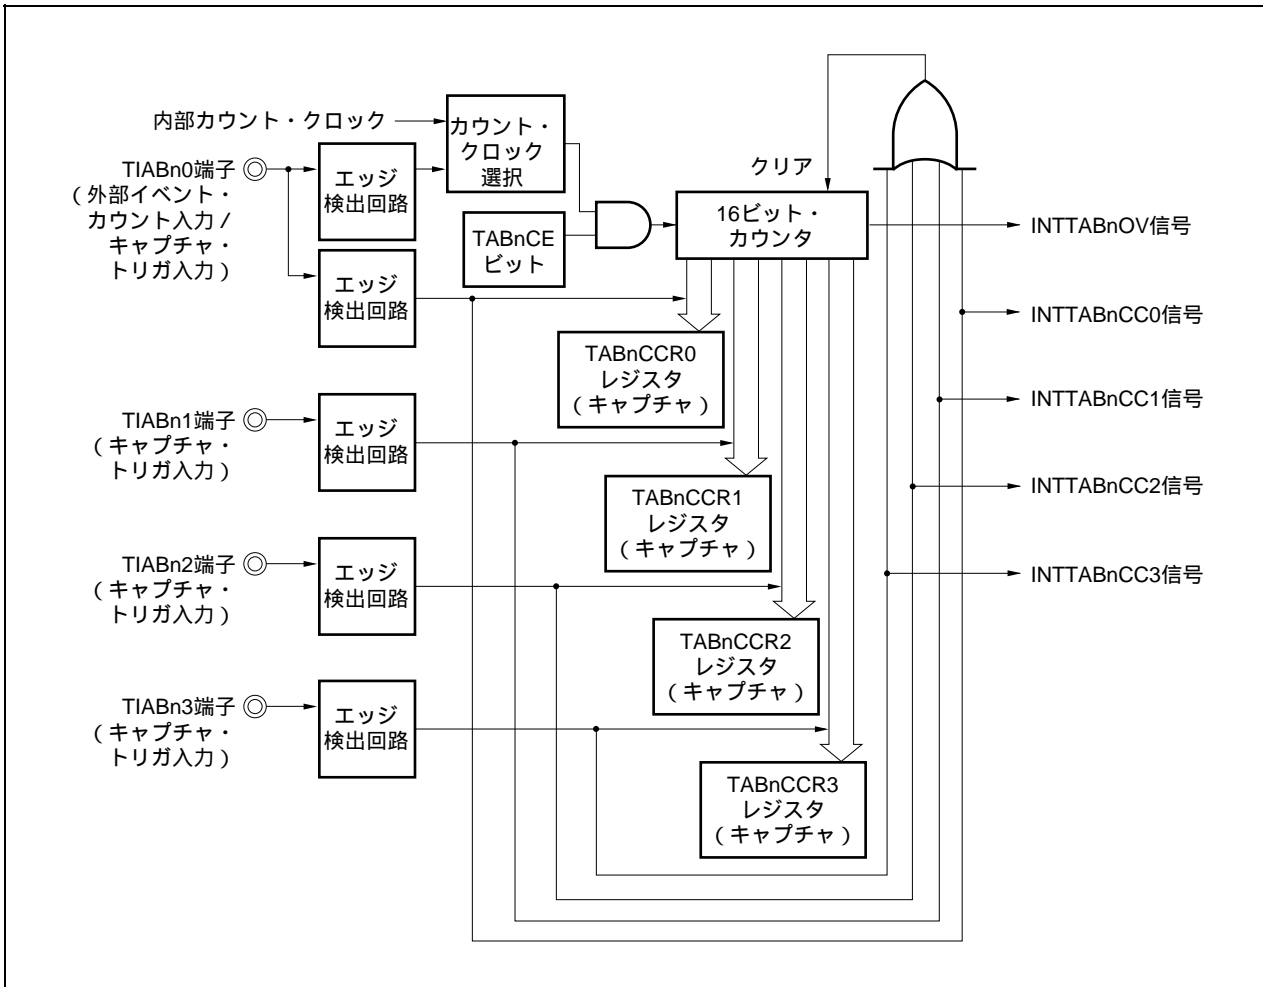 内部カウント・クロック
カウント・
クロック
選択
TIABn0端子
(外部イベント・
カウント入力/
キャプチャ・
トリガ入力)
エッジ
検出回路
エッジ
検出回路
TABnCE
ビット
クリア
16ビット・
カウンタ
INTTABnOV信号
INTTABnCC0信号
TABnCCR0
レジスタ
(キャプチャ)
TIABn1端子
(キャプチャ・
トリガ入力)
エッジ
検出回路
INTTABnCC1信号
TABnCCR1
レジスタ
(キャプチャ)
INTTABnCC2信号
TIABn2端子
(キャプチャ・
トリガ入力)
エッジ
検出回路
INTTABnCC3信号
TABnCCR2
レジスタ
(キャプチャ)
TIABn3端子
(キャプチャ・
トリガ入力)
エッジ
検出回路
TABnCCR3
レジスタ
(キャプチャ)